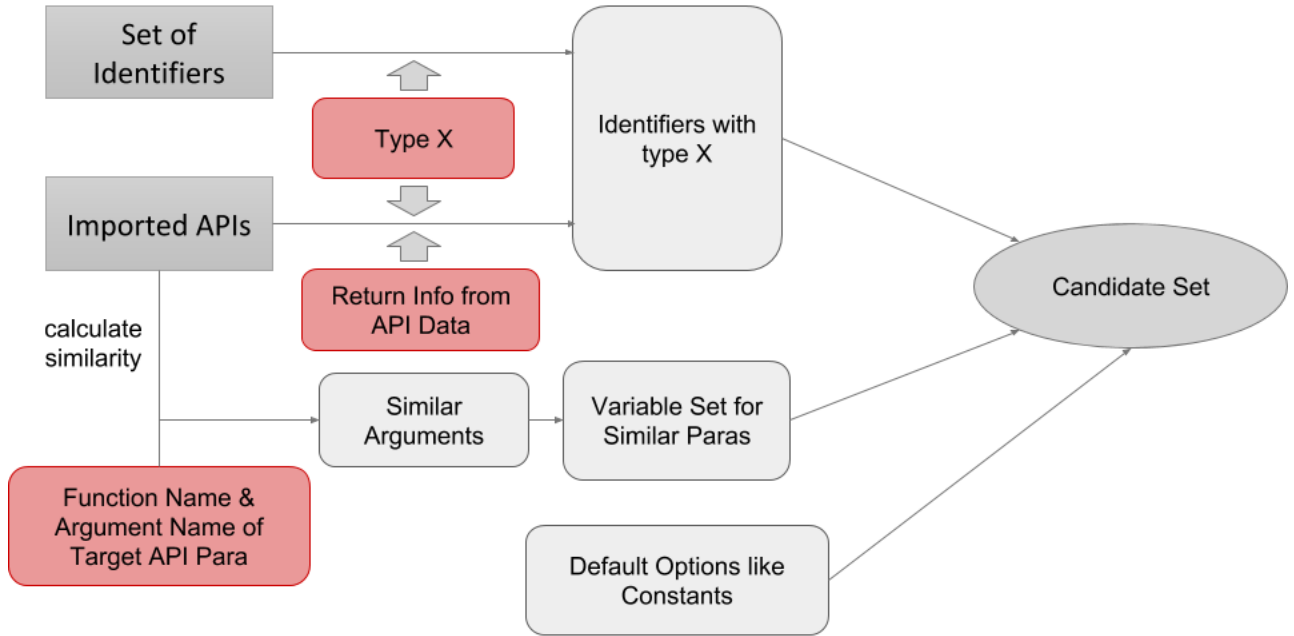 Set of
Identifiers
Type X
Identifiers with
type X
Imported APIs
Return Info from
API Data
Candidate Set
calculate
similarity
Similar
Arguments
Variable Set for
Similar Paras
Function Name &
Argument Name of
Target API Para
Default Options like
Constants